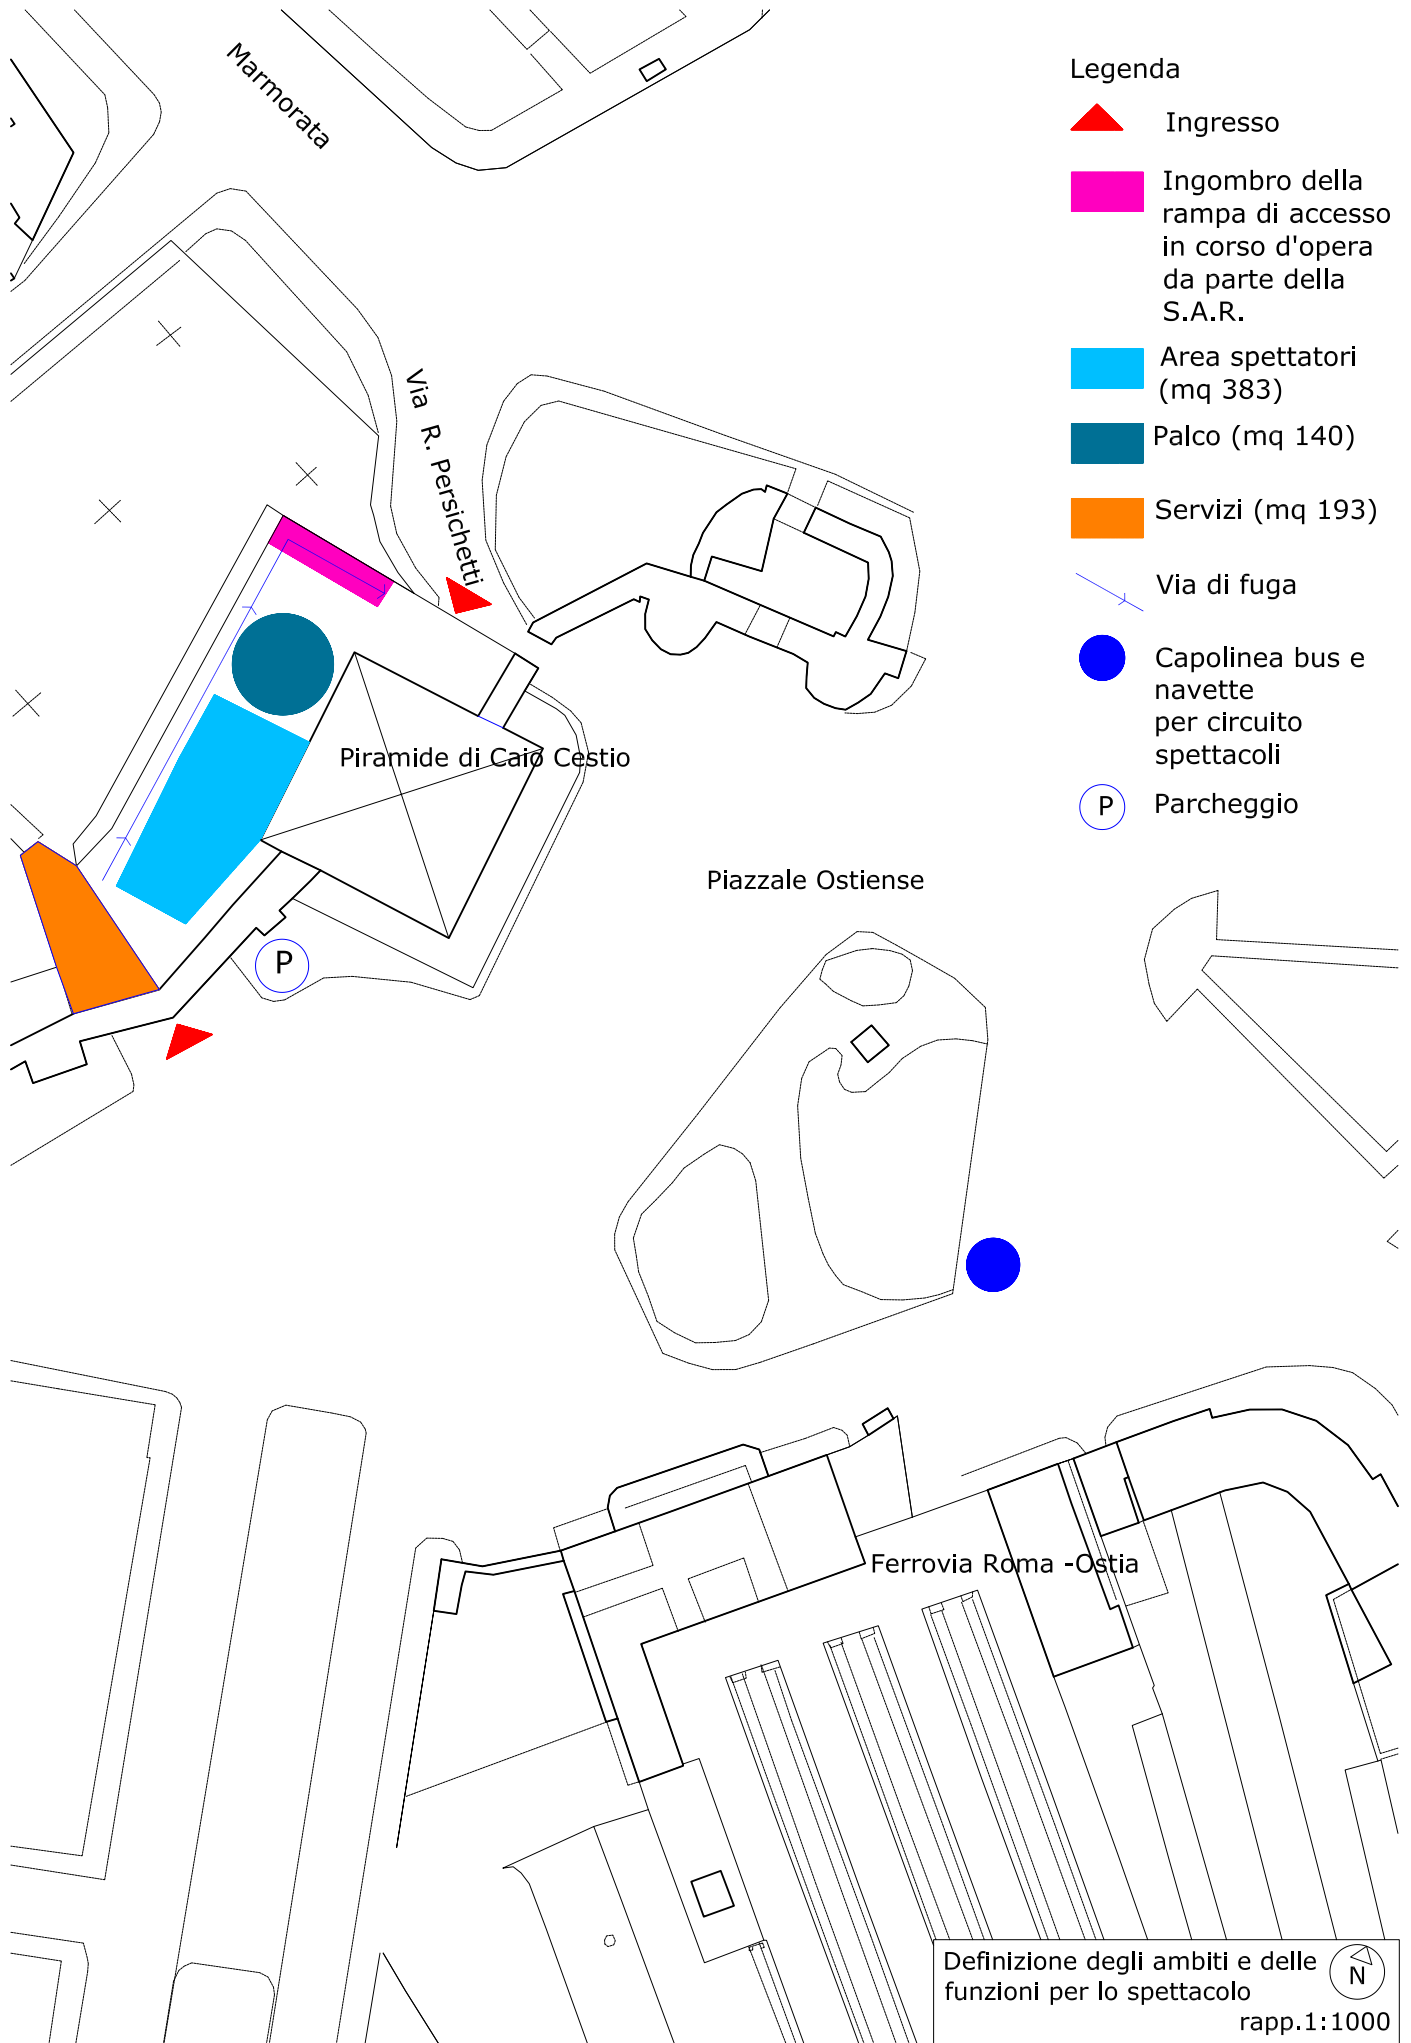 Marmorata
Via R. Persichetti
Piramide di Caio Cestio
P
Piazzale Ostiense
Ferrovia Roma -Ostia
Legenda
Ingresso
Ingombro della
rampa di accesso
in corso d'opera
da parte della
S.A.R.
Area spettatori
(mq 383)
Palco (mq 140)
Servizi (mq 193)
Via di fuga
Capolinea bus e
navette
per circuito
spettacoli
P Parcheggio
Definizione degli ambiti e delle
funzioni per lo spettacolo
N
rapp.1:1000